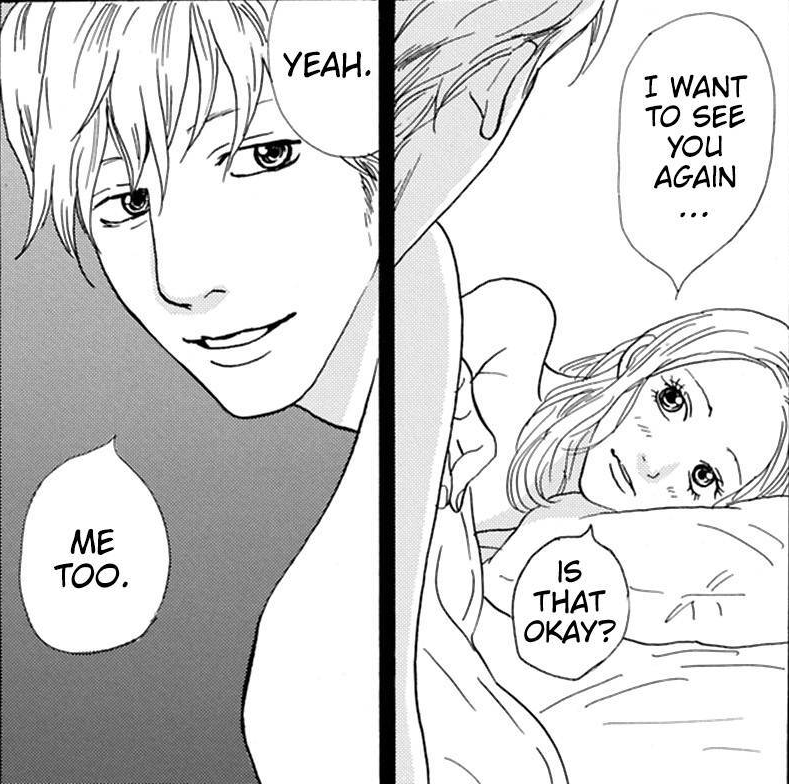 I WANT
TO SEE
YOU
AGAIN
...
IS
THAT
OKAY?
YEAH.
ME
TOO.